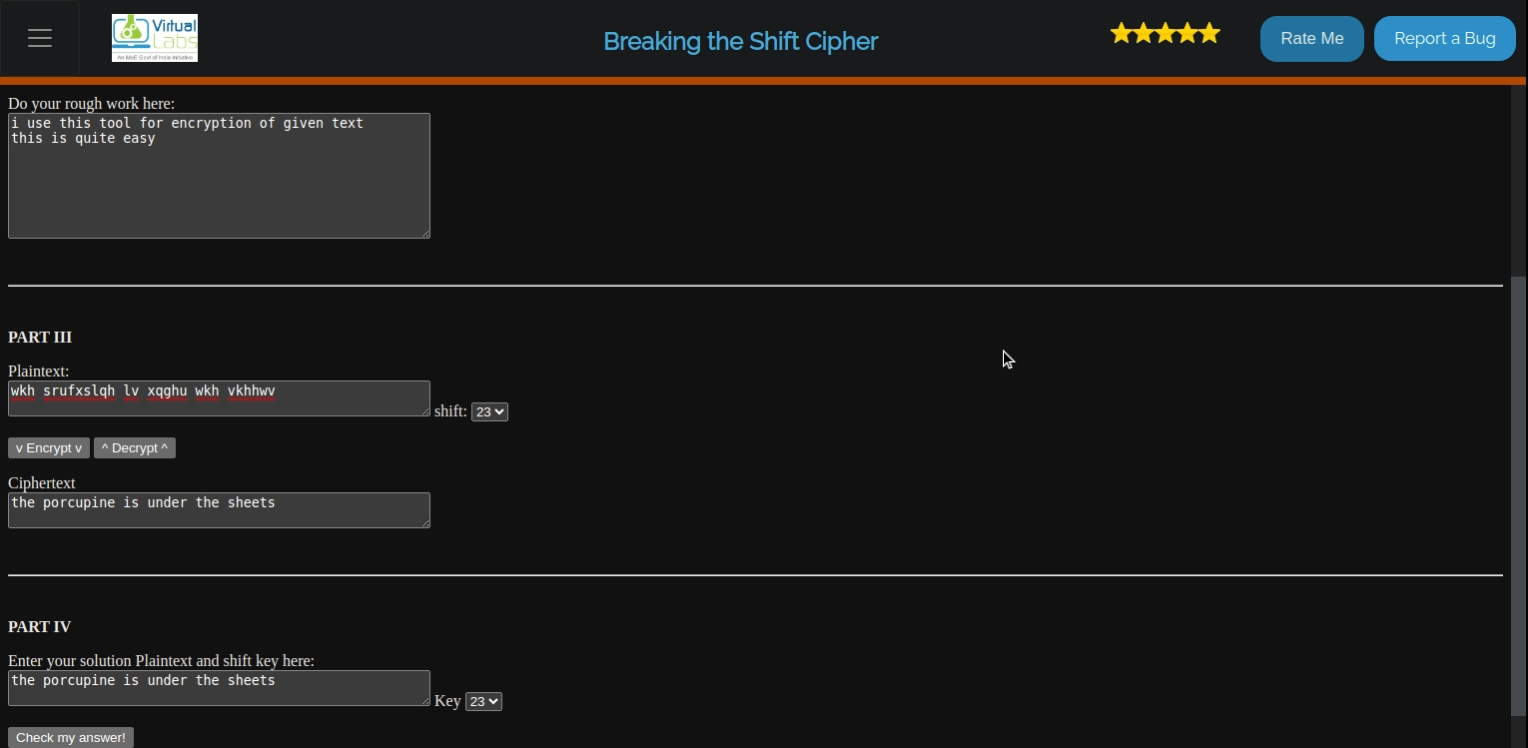 Virtual
Labs
An MoE Govt of India Initiative
Breaking the Shift Cipher
Rate Me
Report a Bug
Do your rough work here:
i use this tool for encryption of given text
this is quite easy
PART III
Plaintext:
wkh srufxslqh lv xqghu wkh vkhhwv
shift: 23
v Encrypt v
^ Decrypt ^
Ciphertext
the porcupine is under the sheets
PART IV
Enter your solution Plaintext and shift key here:
the porcupine is under the sheets
Key 23
Check my answer!